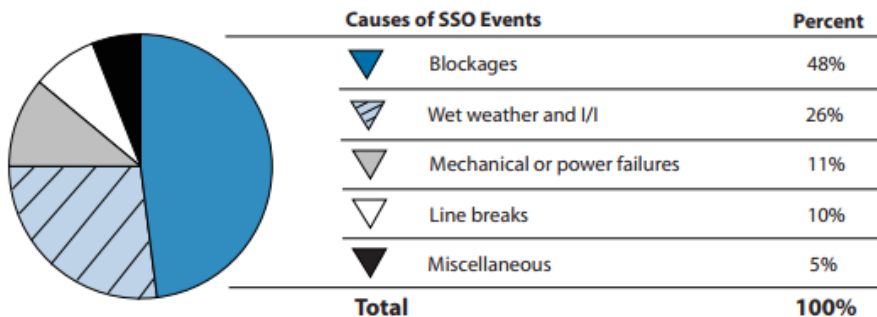 Causes of SSO Events Percent
Blockages 48%
Wet weather and I/I 26%
Mechanical or power failures 11%
Line breaks 10%
Miscellaneous 5%
Total 100%